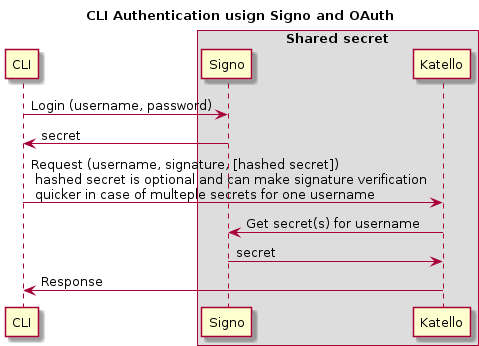 CLI Authentication usign Signo and OAuth
Shared secret
CLI
Signo
Katello
Login (username, password)
secret
Request (username, signature, [hashed secret])
hashed secret is optional and can make signature verification
quicker in case of multeple secrets for one username
Get secret(s) for username
secret
Response
CLI
Signo
Katello